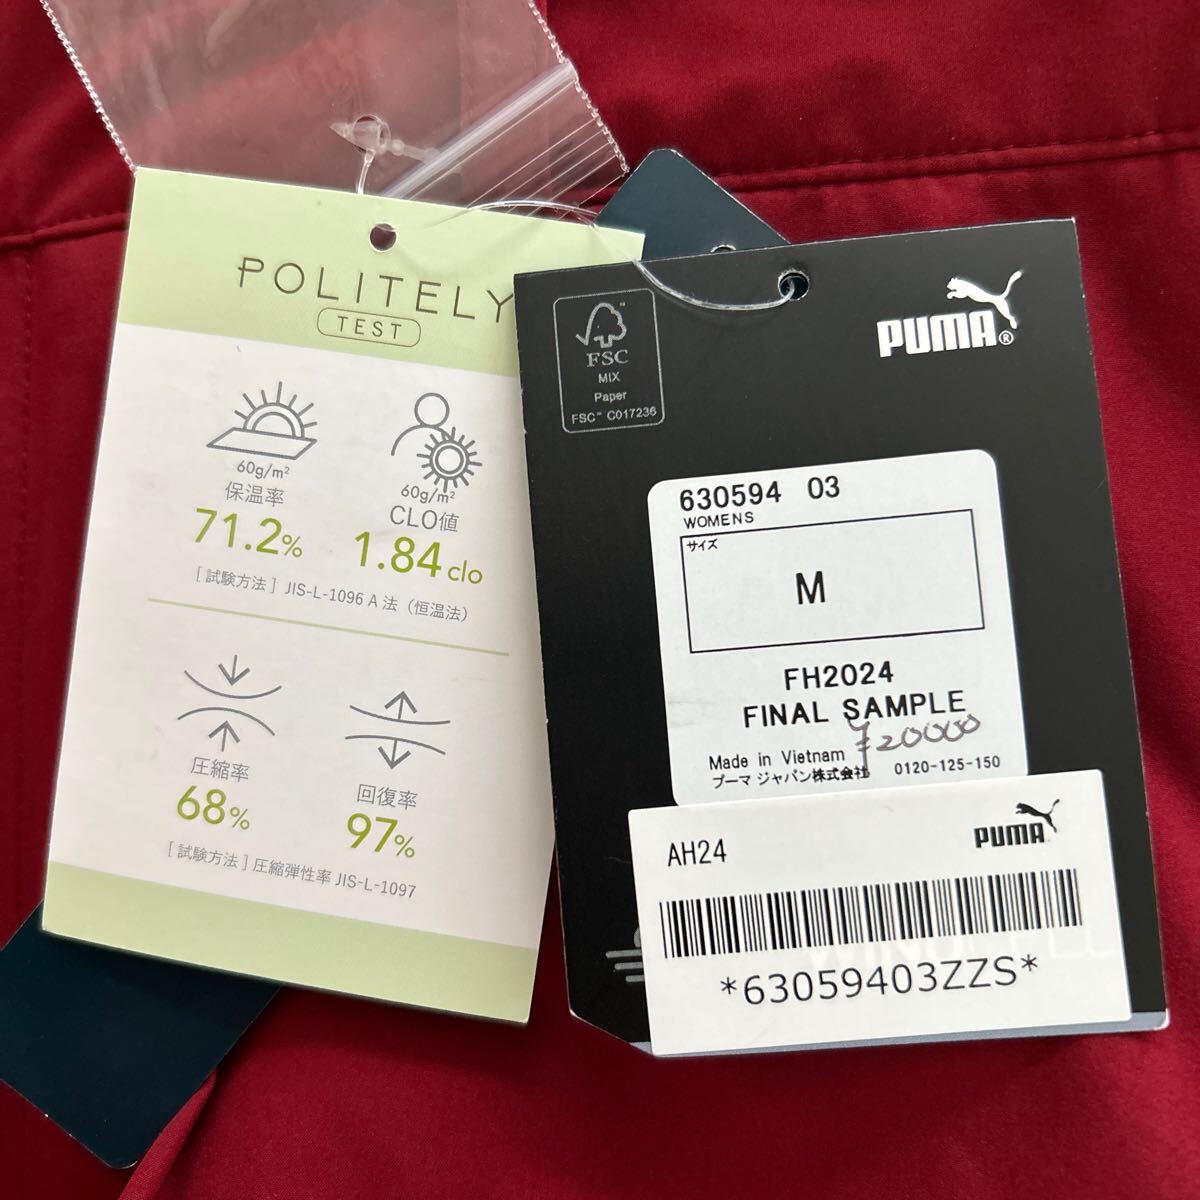 POLITELY
TEST
60g/m²
保温率
71.2%
60g/m²
CLO値
1.84 clo
[ 試験方法 ] JIS-L-1096 A 法 (恒温法)
圧縮率
68%
回復率
97%
[ 試験方法 ] 圧縮弾性率 JIS-L-1097
FSC
MIX
Paper
FSC™ C017236
PUMA®
630594 03
WOMENS
サイズ
M
FH2024
FINAL SAMPLE
¥20000
Made in Vietnam
プーマ ジャパン株式会社 0120-125-150
AH24
PUMA
*63059403ZZS*